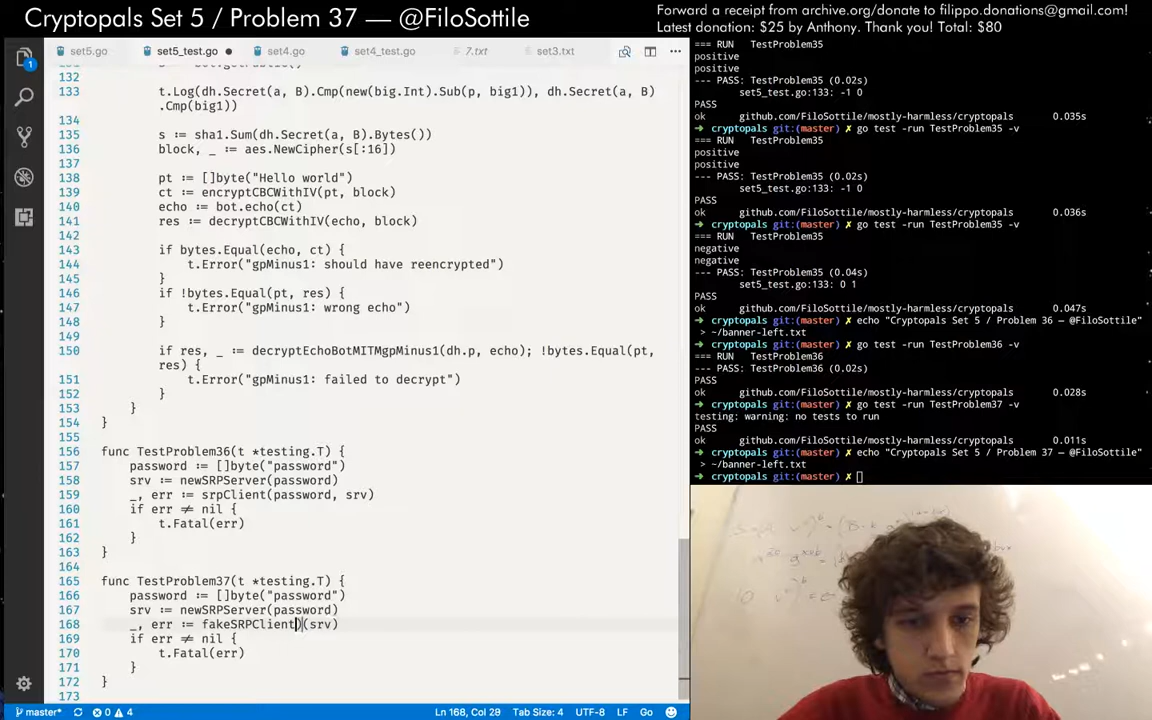 Cryptopals Set 5 / Problem 37 — @FiloSottile
Forward a receipt from archive.org/donate to filippo.donations@gmail.com!
Latest donation: $25 by Anthony. Thank you! Total: $80
set5.go
set5_test.go
set4.go
set4_test.go
7.txt
set3.txt
132
133 t.Log(dh.Secret(a, B).Cmp(new(big.Int).Sub(p, big1)), dh.Secret(a, B)
.Cmp(big1))
134
135 s := sha1.Sum(dh.Secret(a, B).Bytes())
136 block, _ := aes.NewCipher(s[:16])
137
138 pt := []byte("Hello world")
139 ct := encryptCBCWithIV(pt, block)
140 echo := bot.echo(ct)
141 res := decryptCBCWithIV(echo, block)
142
143 if bytes.Equal(echo, ct) {
144 t.Error("gpMinus1: should have reencrypted")
145 }
146 if !bytes.Equal(pt, res) {
147 t.Error("gpMinus1: wrong echo")
148 }
149
150 if res, _ := decryptEchoBotMITMgpMinus1(dh.p, echo); !bytes.Equal(pt,
res) {
151 t.Error("gpMinus1: failed to decrypt")
152 }
153 }
154 }
155
156 func TestProblem36(t *testing.T) {
157 password := []byte("password")
158 srv := newSRPServer(password)
159 _, err := srpClient(password, srv)
160 if err ≠ nil {
161 t.Fatal(err)
162 }
163 }
164
165 func TestProblem37(t *testing.T) {
166 password := []byte("password")
167 srv := newSRPServer(password)
168 _, err := fakeSRPClient)(srv)
169 if err ≠ nil {
170 t.Fatal(err)
171 }
172 }
173
master* 0 4 Ln 168, Col 29 Tab Size: 4 UTF-8 LF Go
=== RUN TestProblem35
positive
positive
--- PASS: TestProblem35 (0.02s)
set5_test.go:133: -1 0
PASS
ok github.com/FiloSottile/mostly-harmless/cryptopals 0.035s
➜ cryptopals git:(master) ✗ go test -run TestProblem35 -v
=== RUN TestProblem35
positive
positive
--- PASS: TestProblem35 (0.02s)
set5_test.go:133: -1 0
PASS
ok github.com/FiloSottile/mostly-harmless/cryptopals 0.036s
➜ cryptopals git:(master) ✗ go test -run TestProblem35 -v
=== RUN TestProblem35
negative
negative
--- PASS: TestProblem35 (0.04s)
set5_test.go:133: 0 1
PASS
ok github.com/FiloSottile/mostly-harmless/cryptopals 0.047s
➜ cryptopals git:(master) ✗ echo "Cryptopals Set 5 / Problem 36 — @FiloSottile"
> ~/banner-left.txt
➜ cryptopals git:(master) ✗ go test -run TestProblem36 -v
=== RUN TestProblem36
--- PASS: TestProblem36 (0.02s)
PASS
ok github.com/FiloSottile/mostly-harmless/cryptopals 0.028s
➜ cryptopals git:(master) ✗ go test -run TestProblem37 -v
testing: warning: no tests to run
PASS
ok github.com/FiloSottile/mostly-harmless/cryptopals 0.011s
➜ cryptopals git:(master) ✗ echo "Cryptopals Set 5 / Problem 37 — @FiloSottile"
> ~/banner-left.txt
➜ cryptopals git:(master) ✗